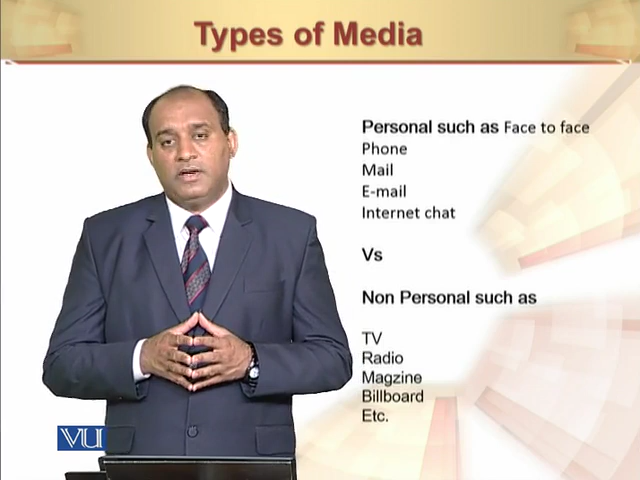 Types of Media
Personal such as Face to face
Phone
Mail
E-mail
Internet chat
Vs
Non Personal such as
TV
Radio
Magzine
Billboard
Etc.
VU